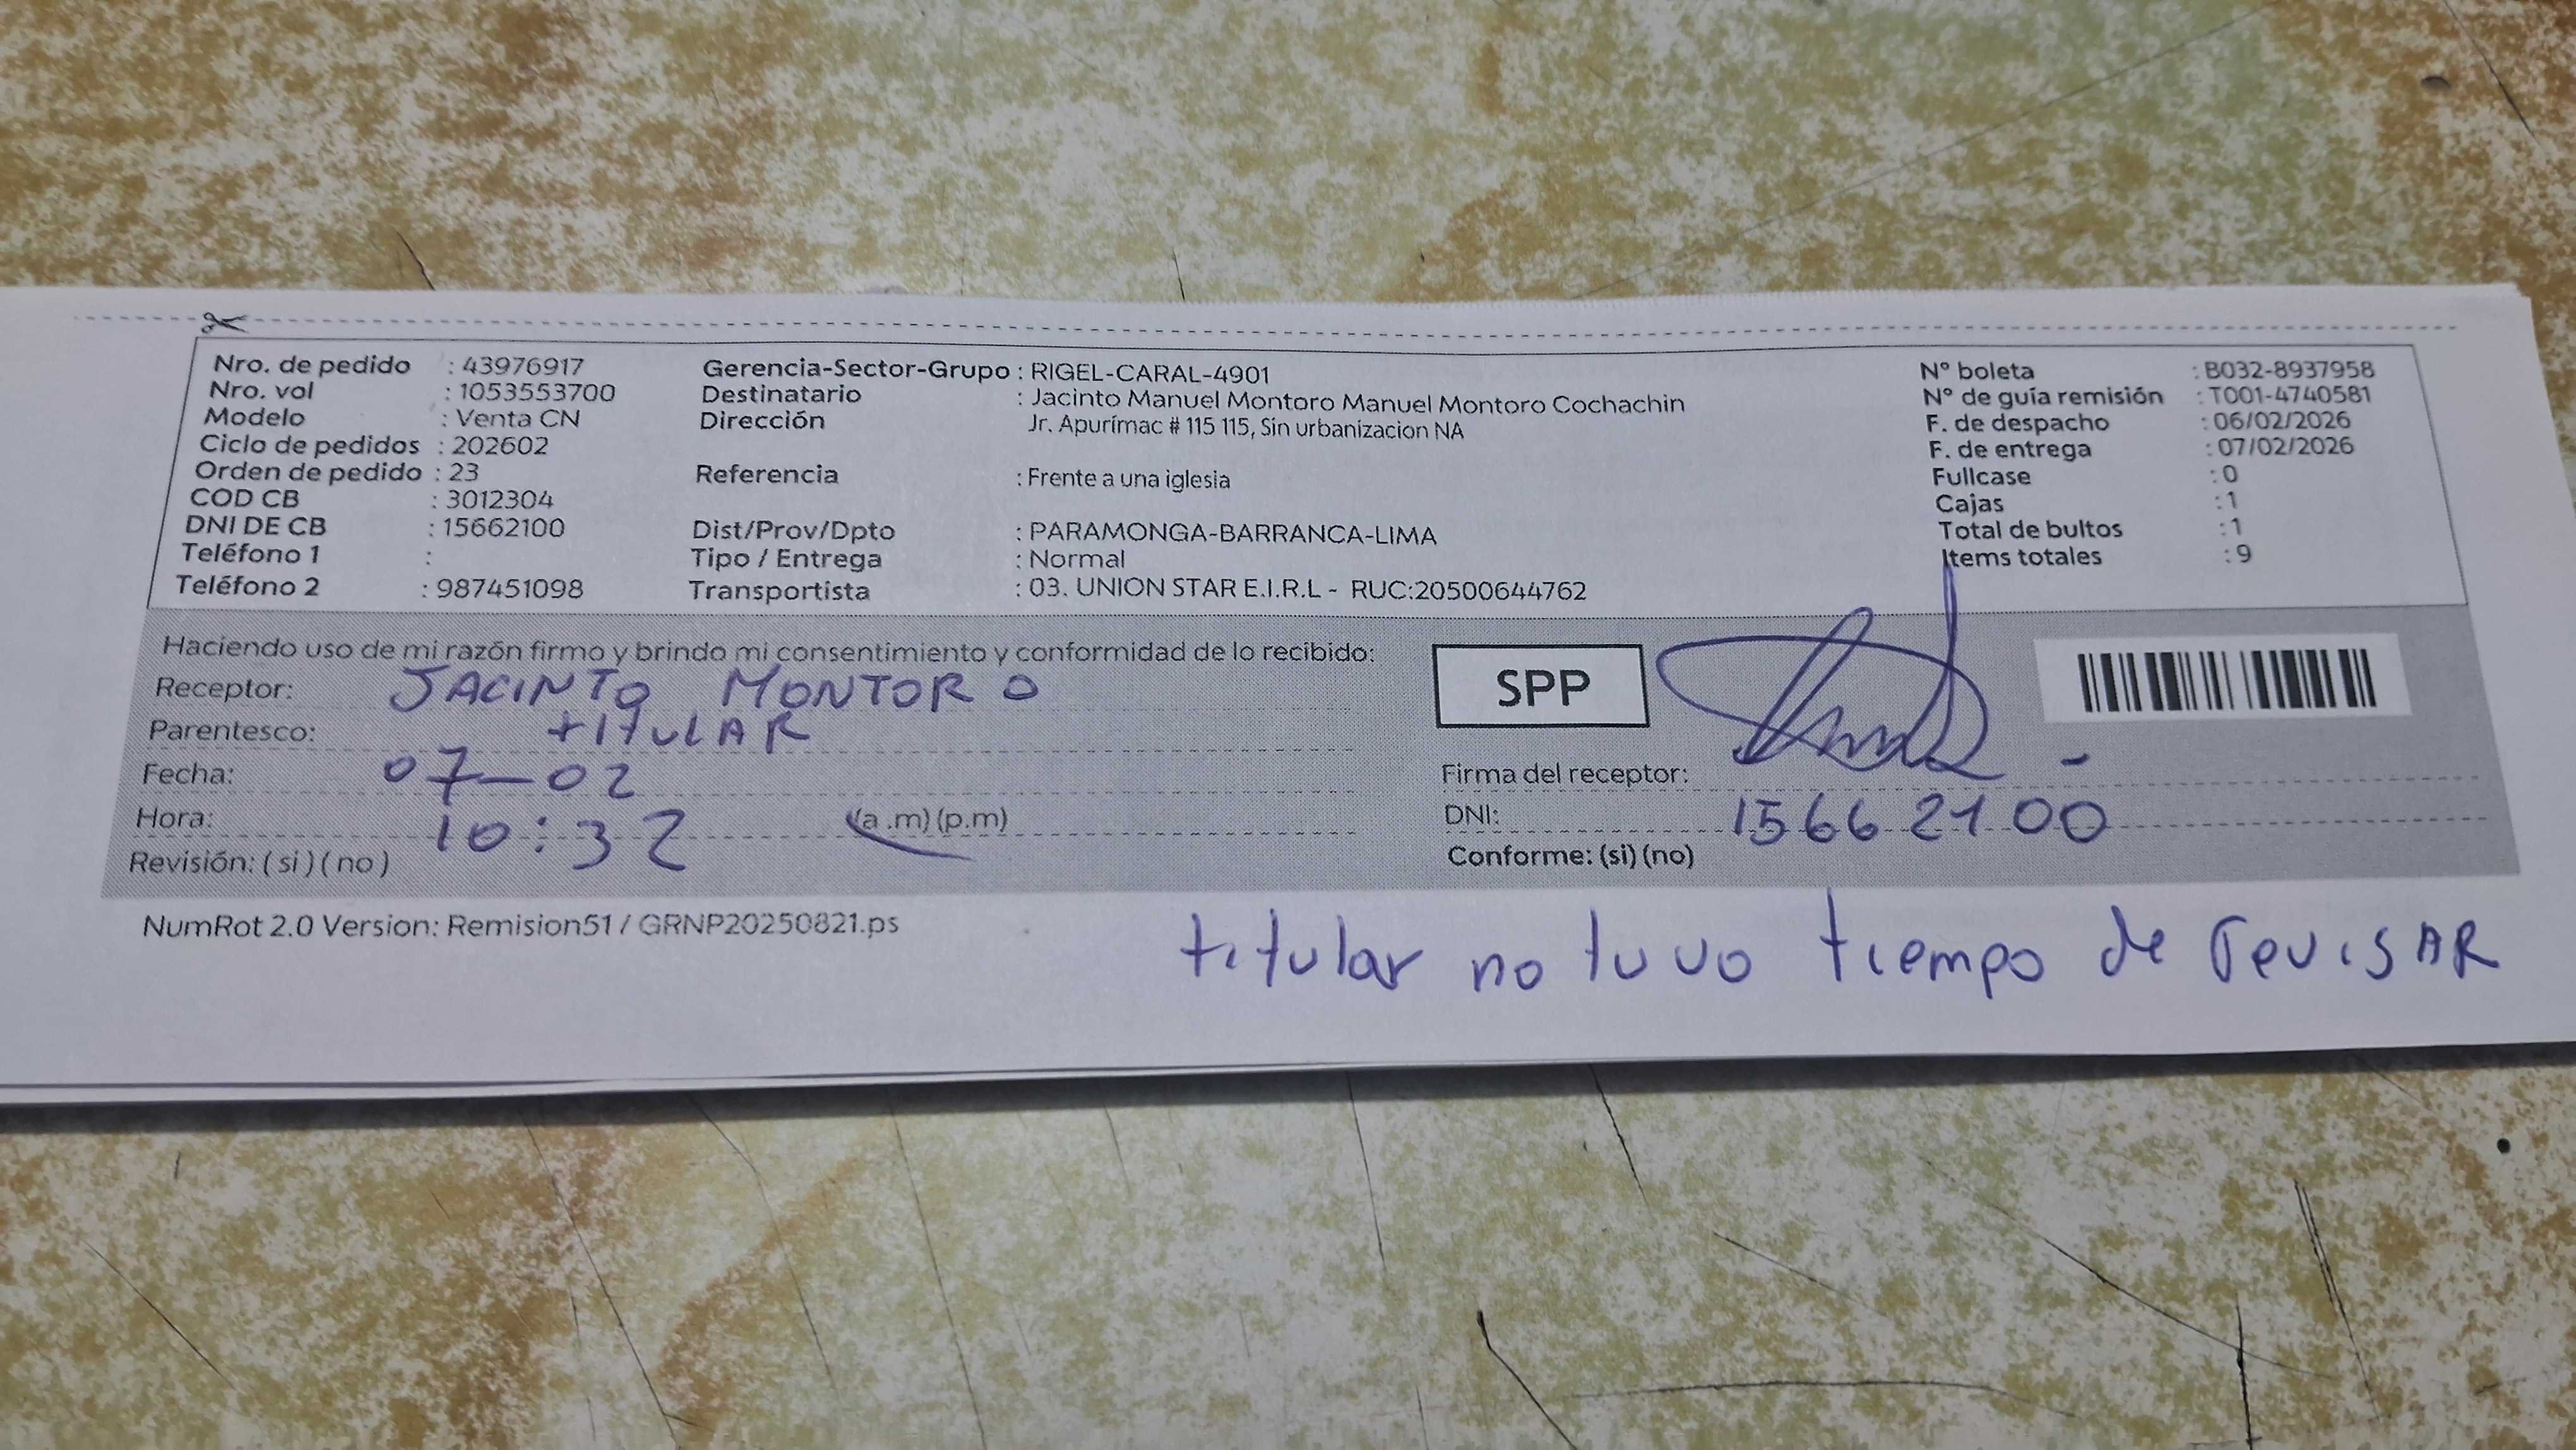 Nro. de pedido : 43976917
Nro. vol : 1053553700
Modelo : Venta CN
Ciclo de pedidos : 202602
Orden de pedido : 23
COD CB : 3012304
DNI DE CB : 15662100
Teléfono 1 :
Teléfono 2 : 987451098
Gerencia-Sector-Grupo : RIGEL-CARAL-4901
Destinatario : Jacinto Manuel Montoro Manuel Montoro Cochachin
Dirección Jr. Apurímac # 115 115, Sin urbanizacion NA
Referencia : Frente a una iglesia
Dist/Prov/Dpto : PARAMONGA-BARRANCA-LIMA
Tipo / Entrega : Normal
Transportista : 03. UNION STAR E.I.R.L - RUC:20500644762
N° boleta : B032-8937958
N° de guía remisión : T001-4740581
F. de despacho : 06/02/2026
F. de entrega : 07/02/2026
Fullcase : 0
Cajas : 1
Total de bultos : 1
Items totales : 9
Haciendo uso de mi razón firmo y brindo mi consentimiento y conformidad de lo recibido:
Receptor: JACINTO MONTORO
Parentesco: titULAR
Fecha: 07-02
Hora: 10:32 (a .m) (p.m)
Revisión: ( si ) ( no )
SPP
Firma del receptor:
DNI: 15662100
Conforme: (si) (no)
NumRot 2.0 Version: Remision51 / GRNP20250821.ps
titular no tuvo tiempo de revisAR